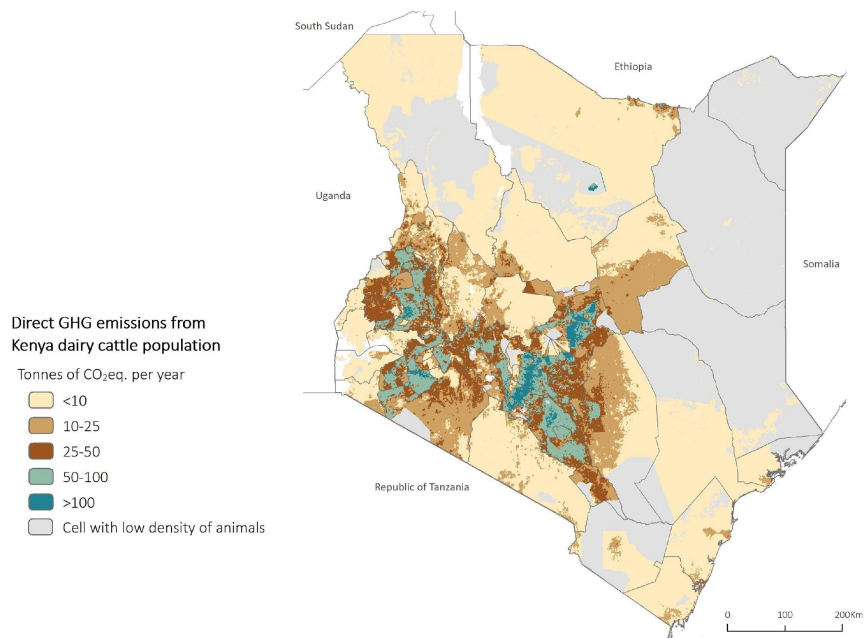 South Sudan
Ethiopia
Uganda
Somalia
Direct GHG emissions from
Kenya dairy cattle population
Tonnes of CO₂eq. per year
<10
10-25
25-50
50-100
>100
Cell with low density of animals
Republic of Tanzania
0 100 200Km